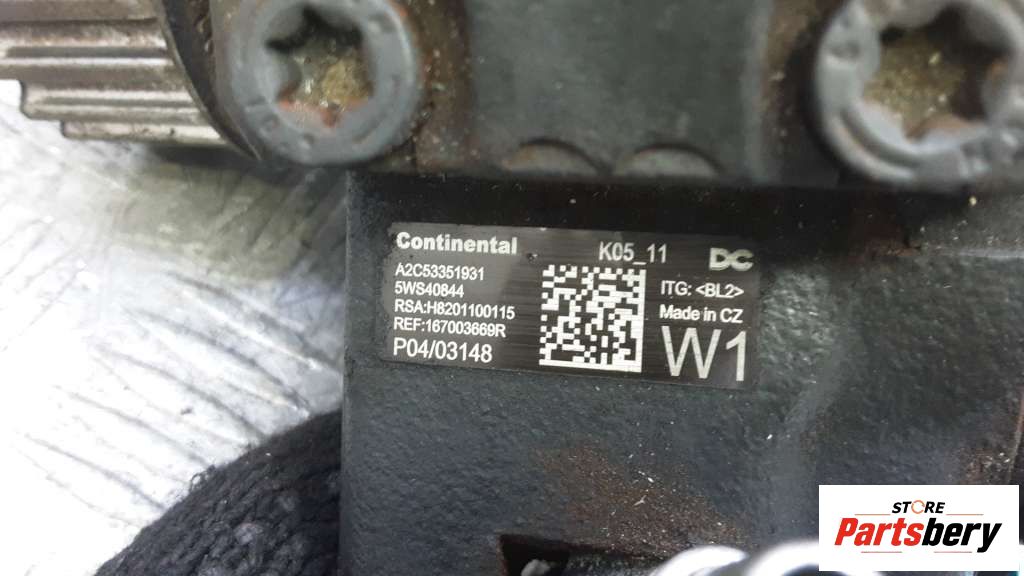 Continental K05_11 DC
A2C53351931
5WS40844
RSA:H8201100115
REF:167003669R
P04/03148
ITG: <BL2>
Made in CZ
W1
STORE
Partsbery